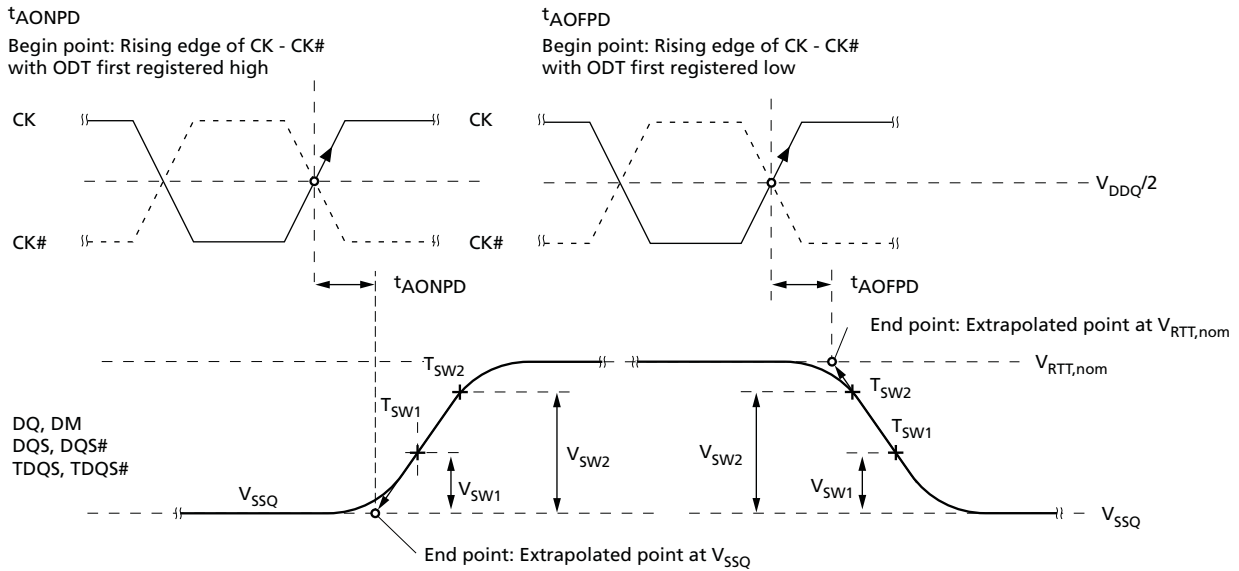 tAONPD
Begin point: Rising edge of CK - CK#
with ODT first registered high
tAOFPD
Begin point: Rising edge of CK - CK#
with ODT first registered low
CK
CK
VDDQ/2
CK#
CK#
tAONPD
tAOFPD
End point: Extrapolated point at VRTT,nom
VRTT,nom
TSW2
TSW2
TSW1
TSW1
DQ, DM
DQS, DQS#
TDQS, TDQS#
VSW2
VSW2
VSW1
VSW1
VSSQ
VSSQ
End point: Extrapolated point at VSSQ